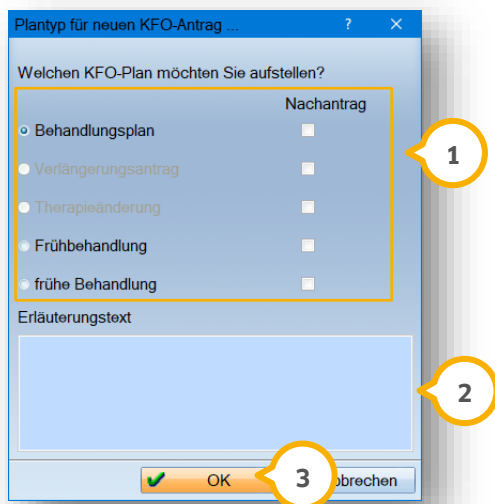 Plantyp für neuen KFO-Antrag ... ? ×
Welchen KFO-Plan möchten Sie aufstellen?
Nachantrag
Behandlungsplan
Verlängerungsantrag
Therapieänderung
Frühbehandlung
frühe Behandlung
1
Erläuterungstext
2
OK
3
bbrechen